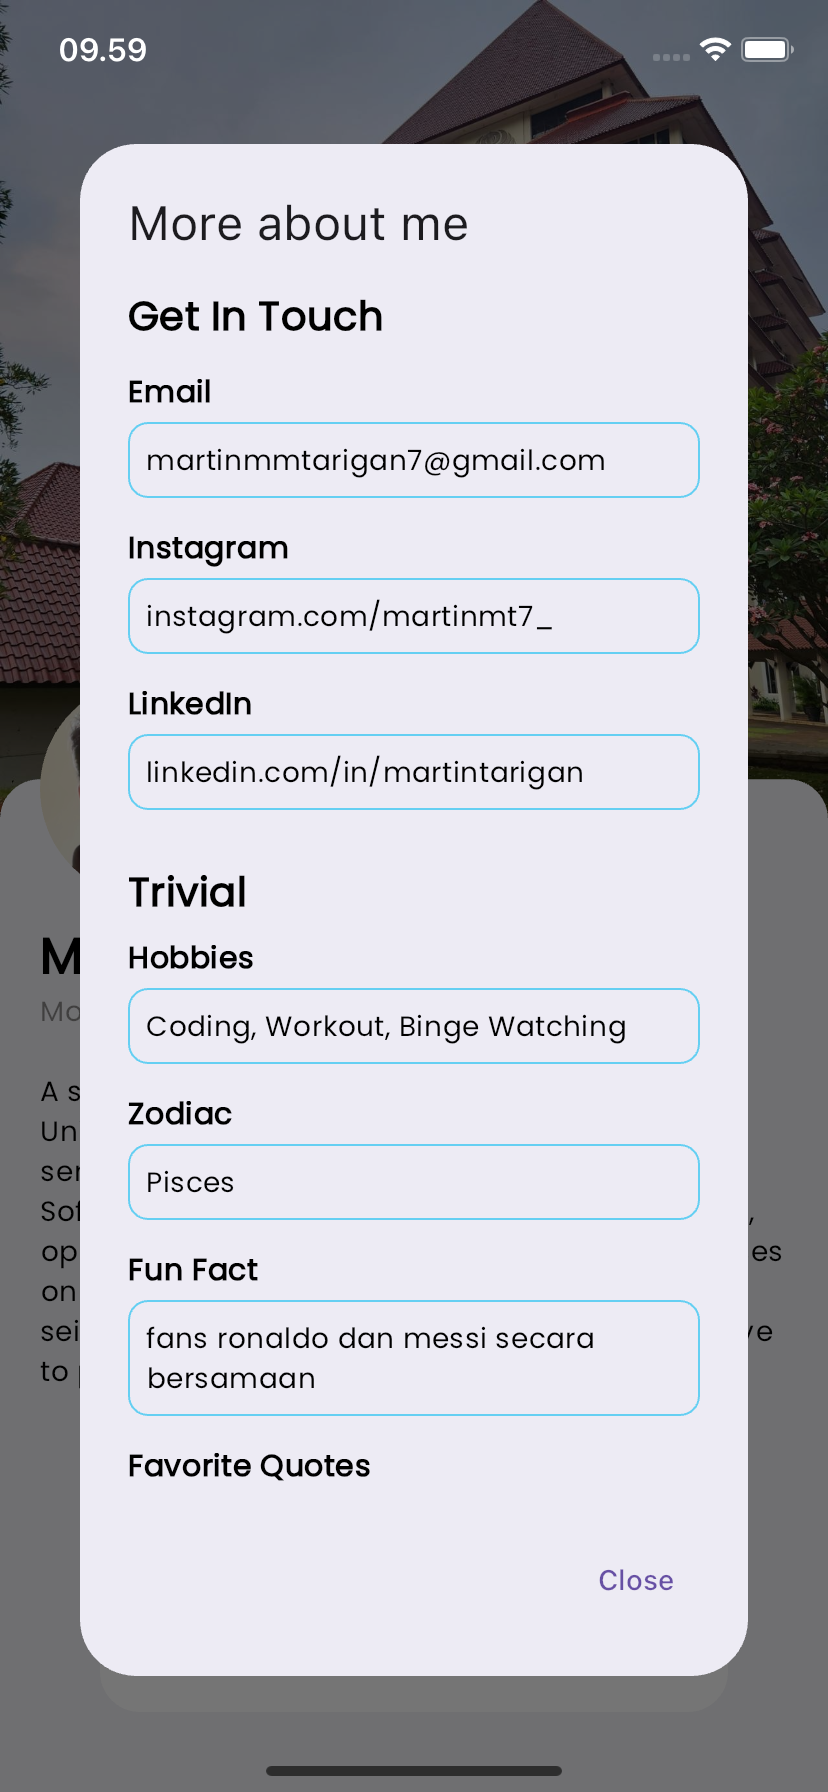 09.59
More about me
Get In Touch
Email
martinmmtarigan7@gmail.com
Instagram
instagram.com/martinmt7_
LinkedIn
linkedin.com/in/martintarigan
Trivial
Hobbies
Coding, Workout, Binge Watching
Zodiac
Pisces
Fun Fact
fans ronaldo dan messi secara
bersamaan
Favorite Quotes
Close